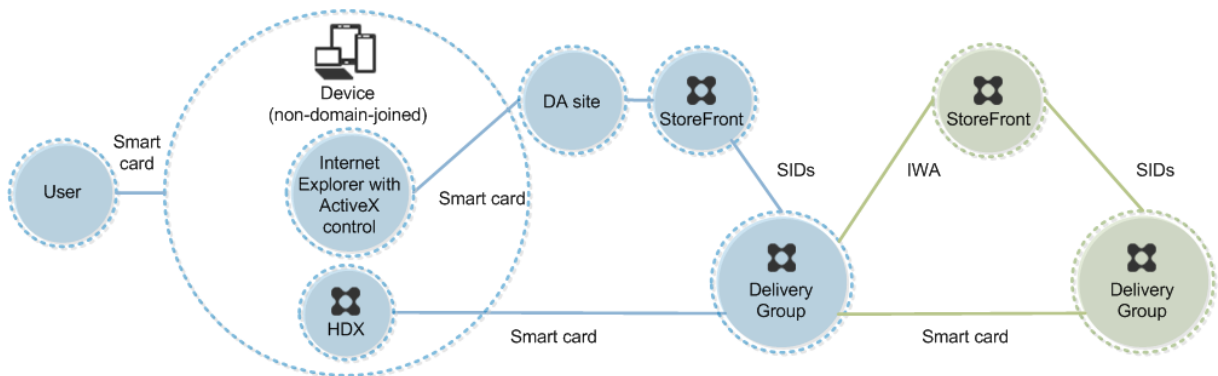 Device
(non-domain-joined)
DA site
StoreFront
StoreFront
Smart
card
Internet
Explorer with
ActiveX
control
User
Smart card
SIDs
IWA
SIDs
HDX
Delivery
Group
Delivery
Group
Smart card
Smart card